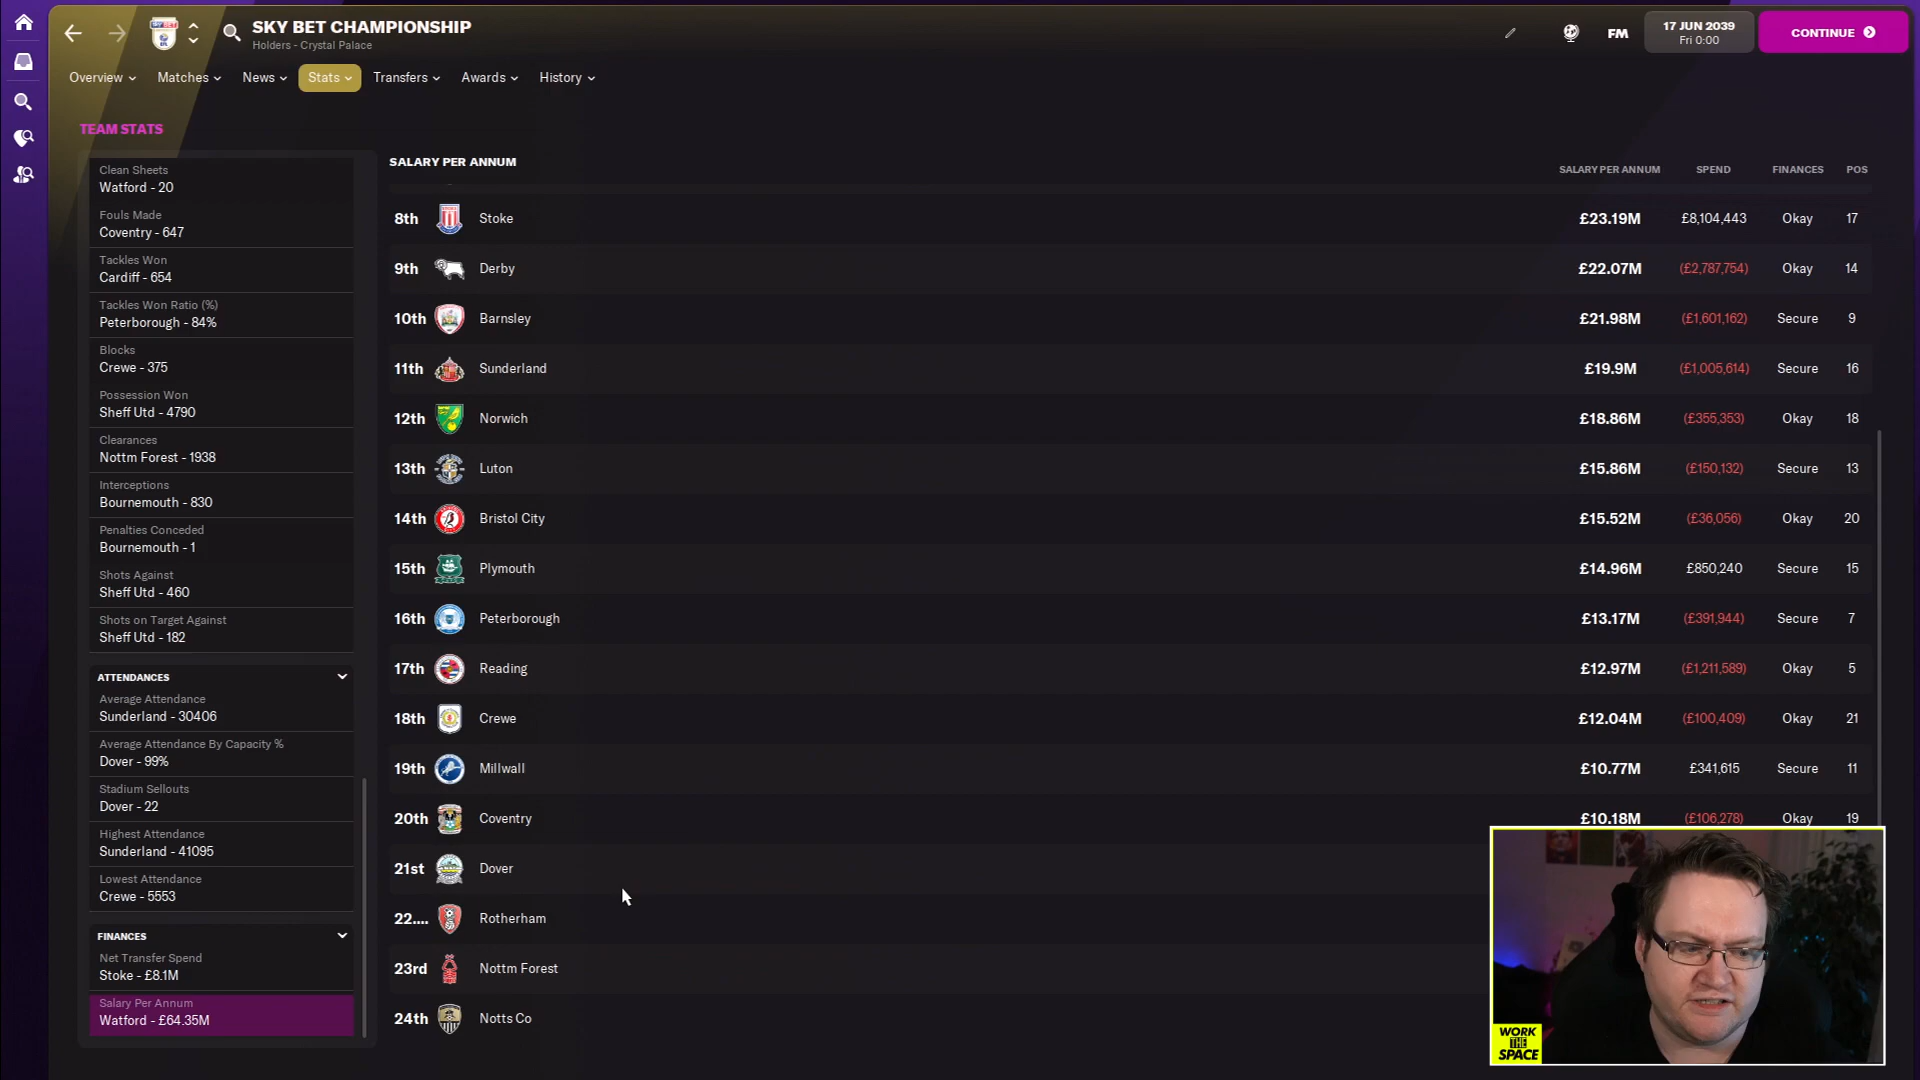 SKY BET CHAMPIONSHIP
Holders - Crystal Palace
FM
17 JUN 2039
Fri 0:00
CONTINUE
Overview
Matches
News
Stats
Transfers
Awards
History
TEAM STATS
Clean Sheets
Watford - 20
Fouls Made
Coventry - 647
Tackles Won
Cardiff - 654
Tackles Won Ratio (%)
Peterborough - 84%
Blocks
Crewe - 375
Possession Won
Sheff Utd - 4790
Clearances
Nottm Forest - 1938
Interceptions
Bournemouth - 830
Penalties Conceded
Bournemouth - 1
Shots Against
Sheff Utd - 460
Shots on Target Against
Sheff Utd - 182
ATTENDANCES
Average Attendance
Sunderland - 30406
Average Attendance By Capacity %
Dover - 99%
Stadium Sellouts
Dover - 22
Highest Attendance
Sunderland - 41095
Lowest Attendance
Crewe - 5553
FINANCES
Net Transfer Spend
Stoke - £8.1M
Salary Per Annum
Watford - £64.35M
SALARY PER ANNUM
SALARY PER ANNUM SPEND FINANCES POS
8th Stoke £23.19M £8,104,443 Okay 17
9th Derby £22.07M (£2,787,754) Okay 14
10th Barnsley £21.98M (£1,601,162) Secure 9
11th Sunderland £19.9M (£1,005,614) Secure 16
12th Norwich £18.86M (£355,353) Okay 18
13th Luton £15.86M (£150,132) Secure 13
14th Bristol City £15.52M (£36,056) Okay 20
15th Plymouth £14.96M £850,240 Secure 15
16th Peterborough £13.17M (£391,944) Secure 7
17th Reading £12.97M (£1,211,589) Okay 5
18th Crewe £12.04M (£100,409) Okay 21
19th Millwall £10.77M £341,615 Secure 11
20th Coventry £10.18M (£106,278) Okay 19
21st Dover
22.... Rotherham
23rd Nottm Forest
24th Notts Co
WORK
THE
SPACE